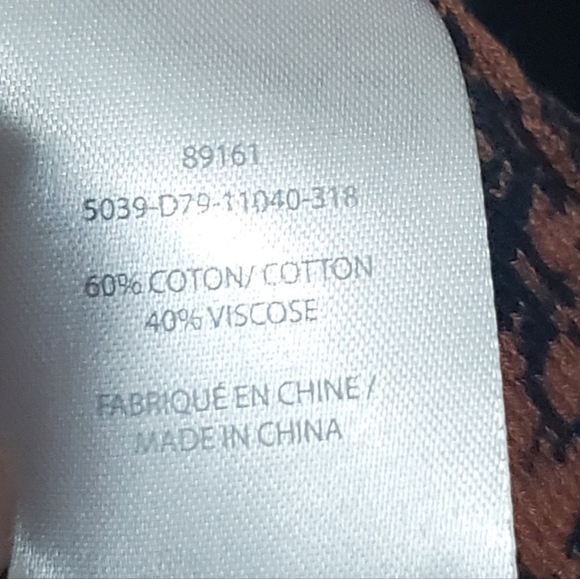 89161
5039-D79-11040-318
60% COTON/ COTTON
40% VISCOSE
FABRIQUÉ EN CHINE /
MADE IN CHINA